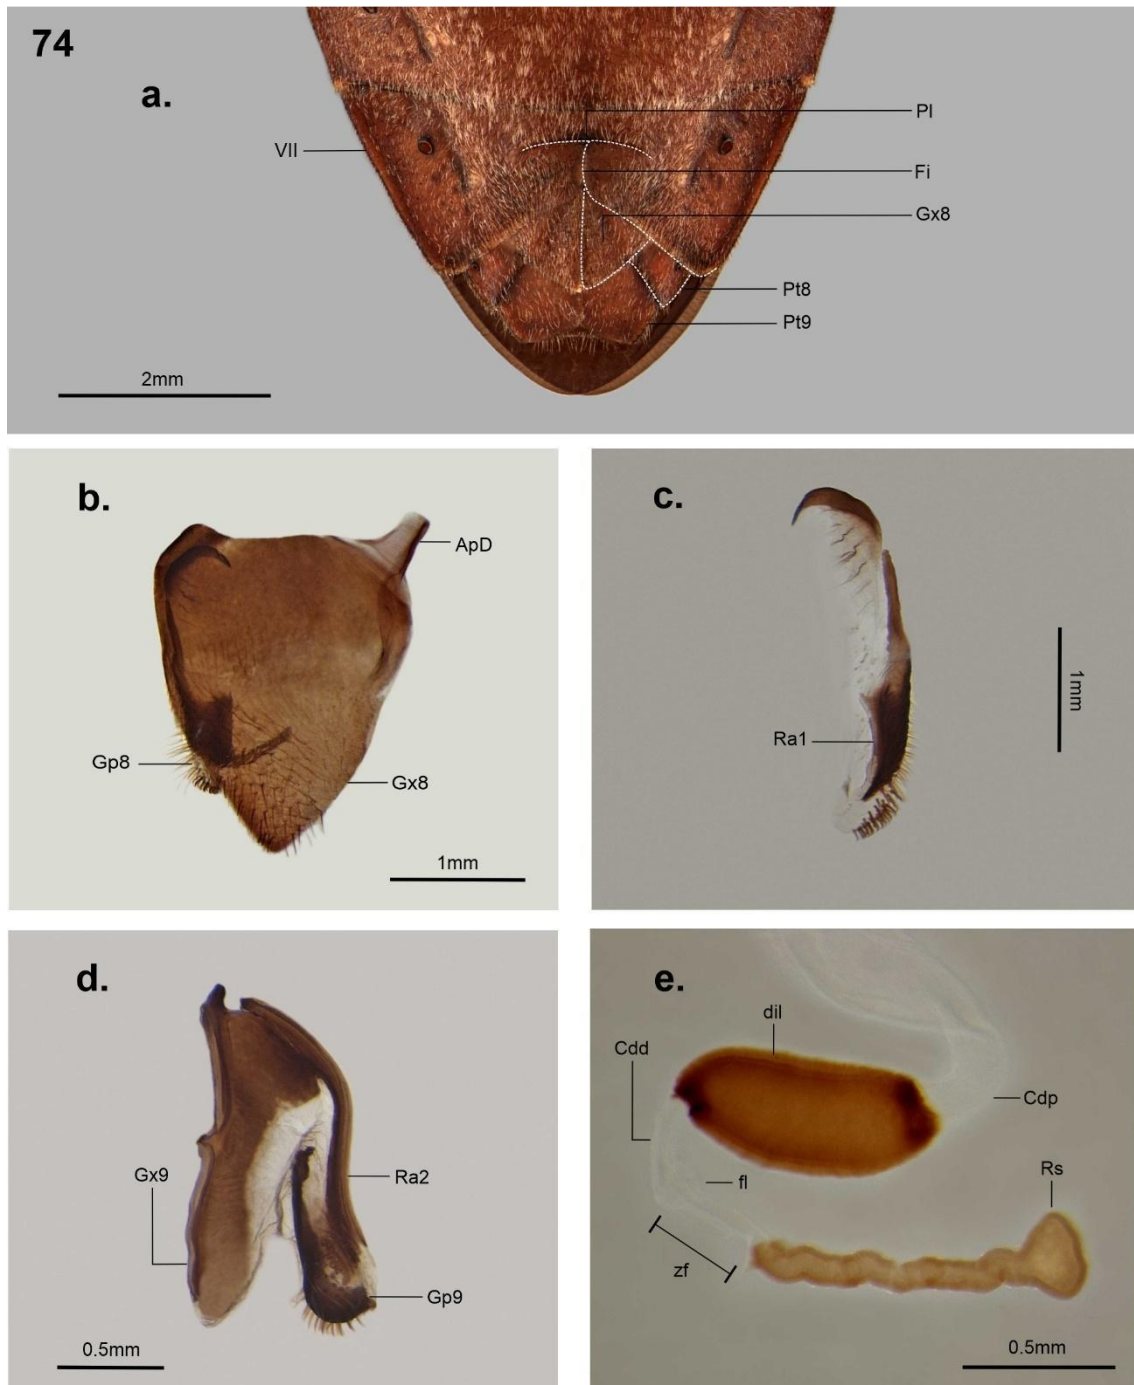 74
a.
VII
Pl
Fi
Gx8
Pt8
Pt9
2mm
b.
ApD
Gp8
Gx8
1mm
c.
Ra1
1mm
d.
Gx9
Ra2
Gp9
0.5mm
e.
dil
Cdd
Cdp
fl
Rs
zf
0.5mm